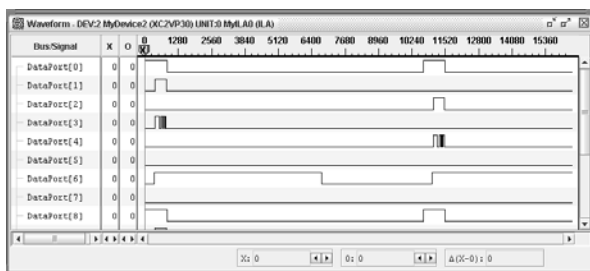 Waveform - DEV:2 MyDevice2 (XC2VP30) UNIT:0 MyILA0 (ILA)
Bus/Signal X O 0 1280 2560 3840 5120 6400 7680 8960 10240 11520 12800 14080 15360
DataPort[0] 0 0
DataPort[1] 0 0
DataPort[2] 0 0
DataPort[3] 0 0
DataPort[4] 0 0
DataPort[5] 0 0
DataPort[6] 0 0
DataPort[7] 0 0
DataPort[8] 0 0
X: 0 O: 0 Δ(X-O): 0